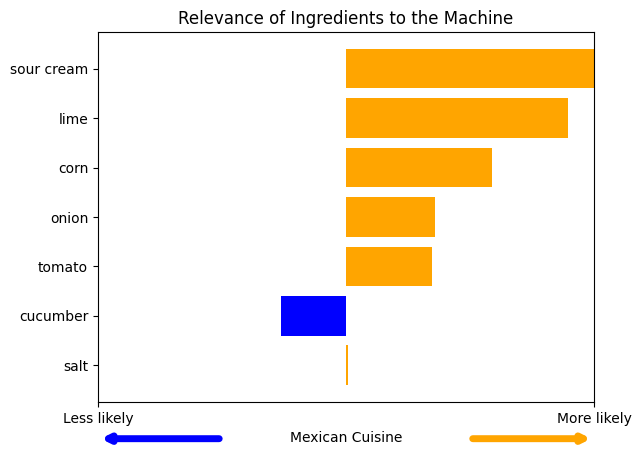 Relevance of Ingredients to the Machine
sour cream
lime
corn
onion
tomato
cucumber
salt
Less likely
More likely
Mexican Cuisine